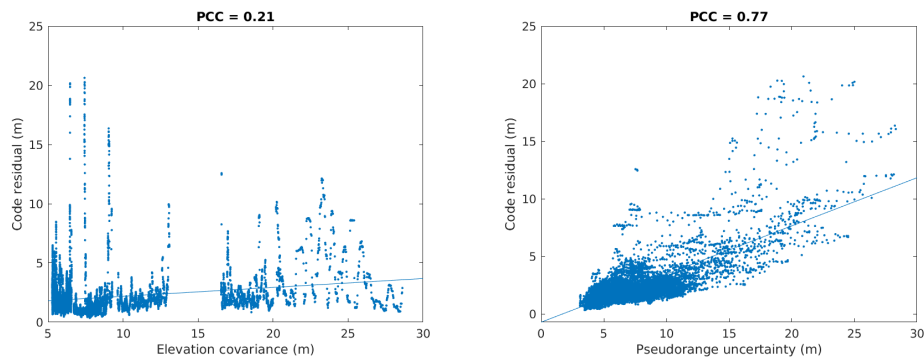 PCC = 0.21
25
20
15
10
5
0
Code residual (m)
5 10 15 20 25 30
Elevation covariance (m)
PCC = 0.77
25
20
15
10
5
0
Code residual (m)
0 5 10 15 20 25 30
Pseudorange uncertainty (m)